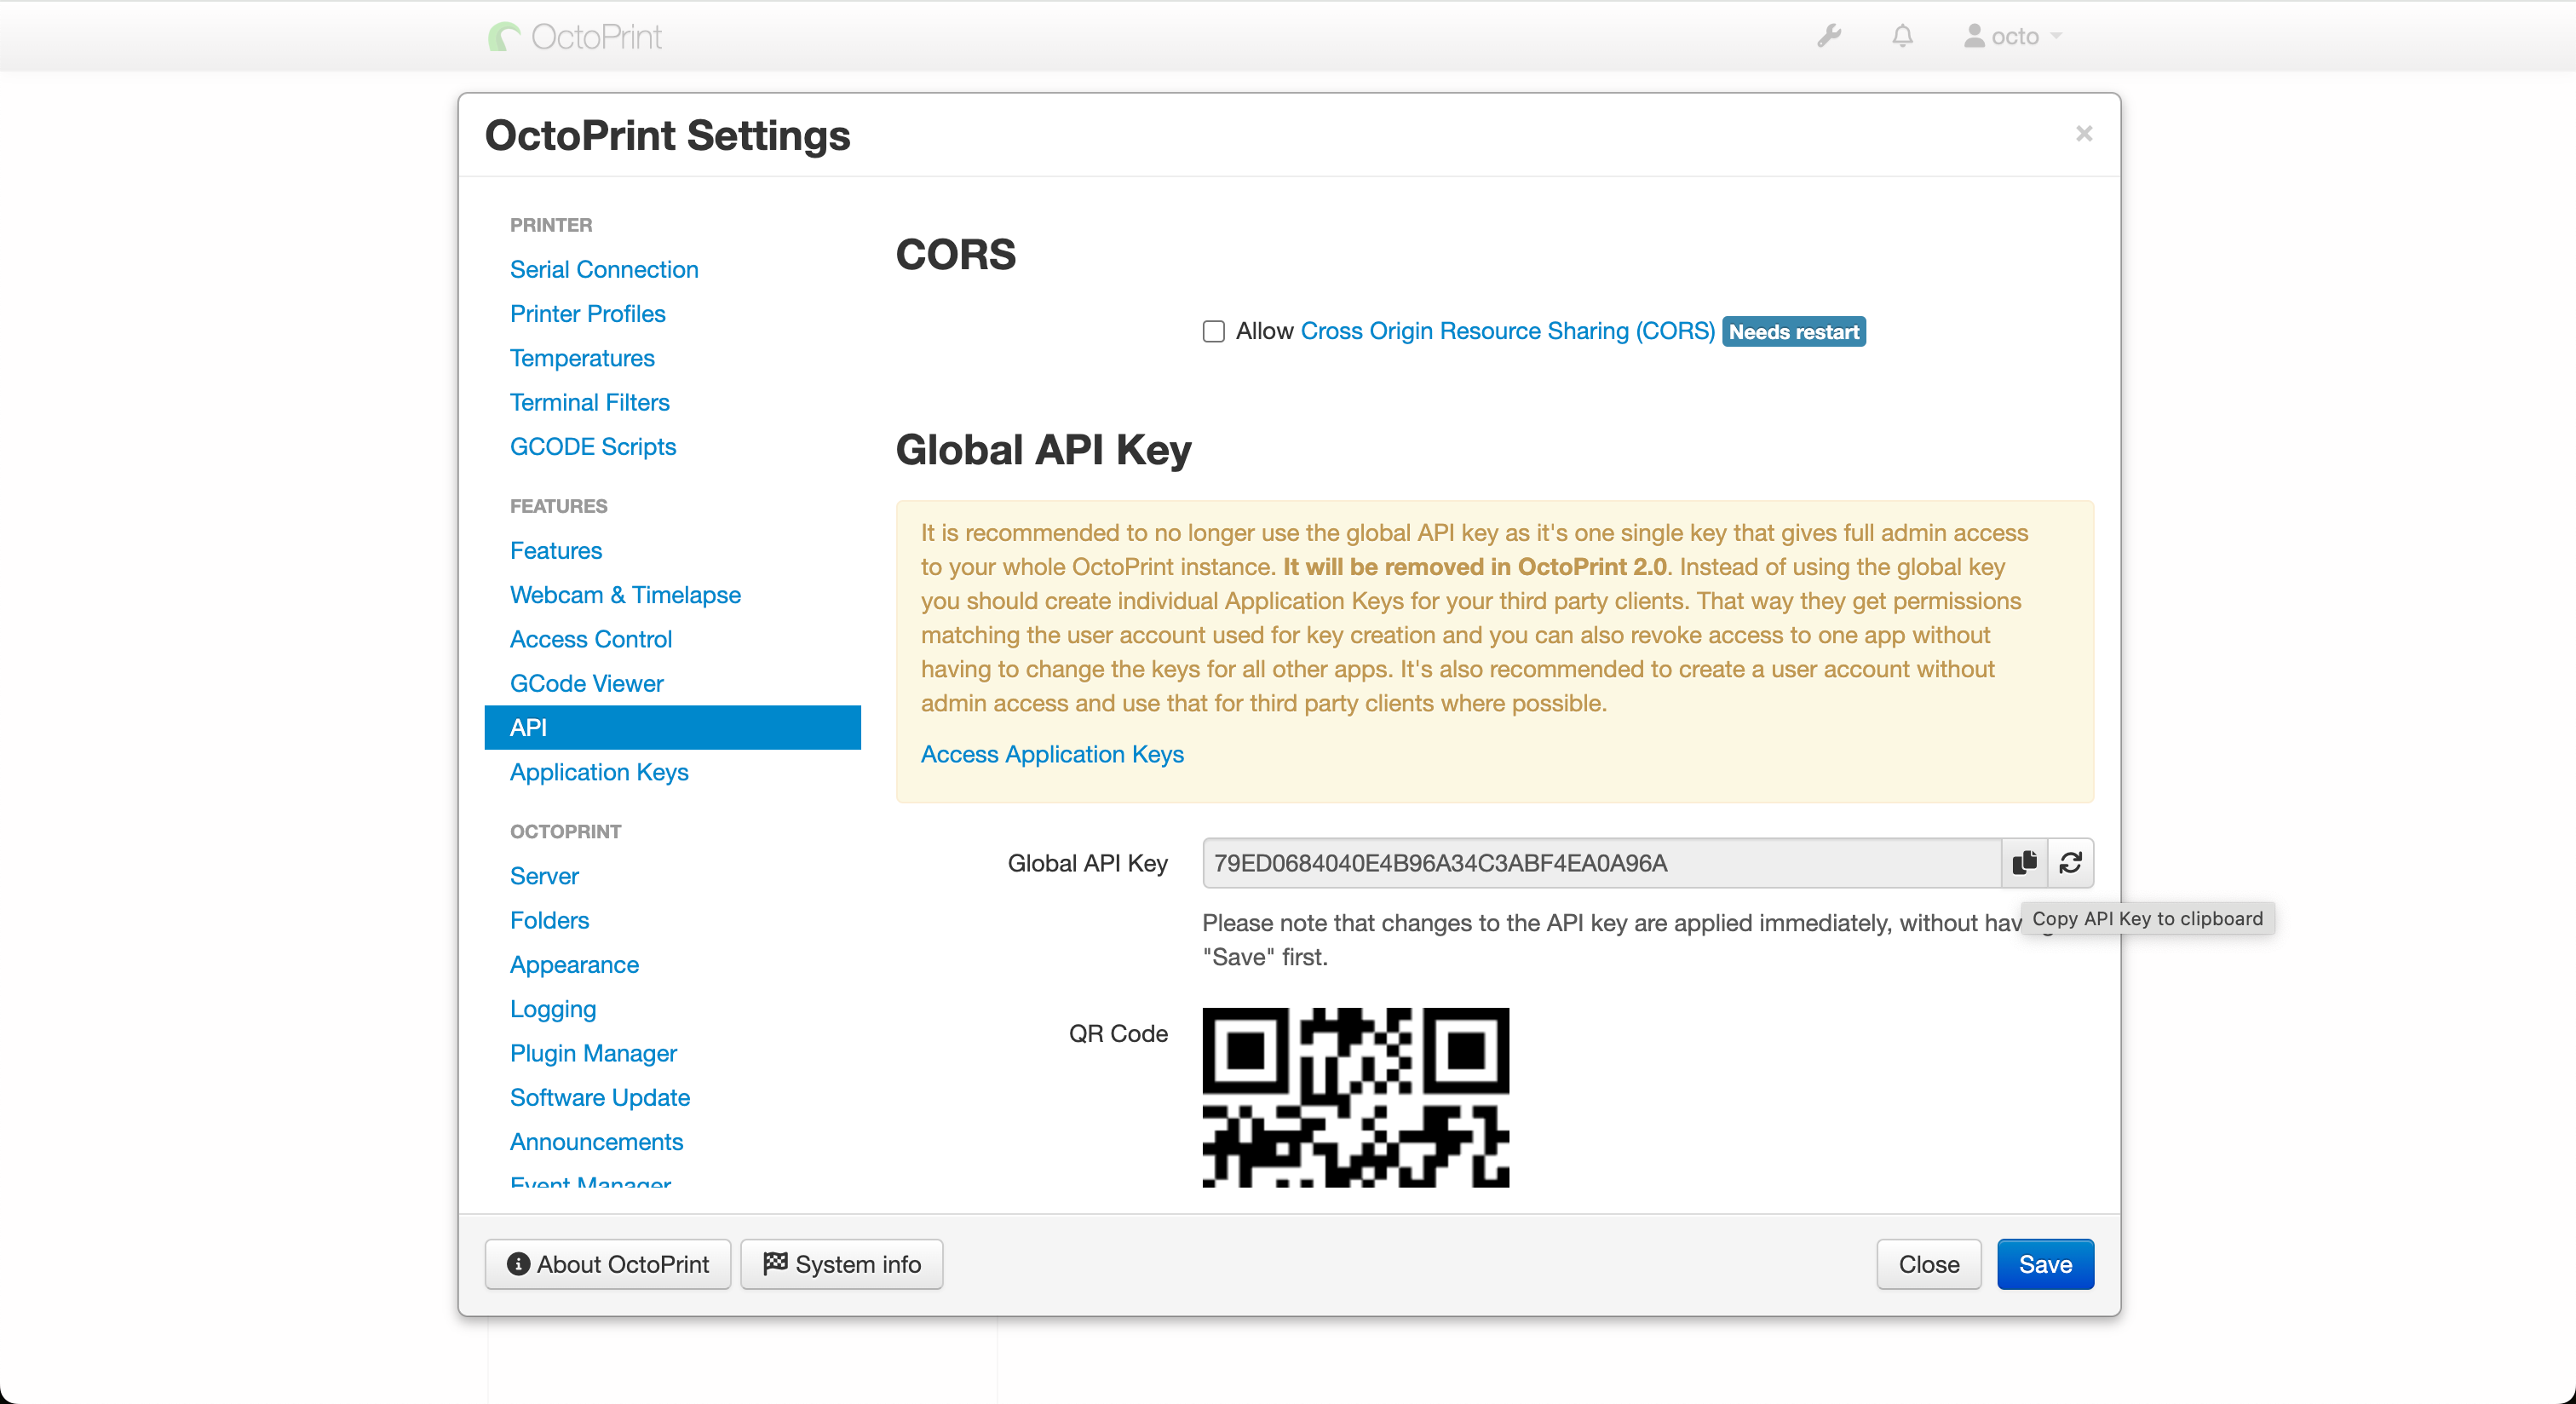 OctoPrint
octo
OctoPrint Settings
×
PRINTER
Serial Connection
Printer Profiles
Temperatures
Terminal Filters
GCODE Scripts
FEATURES
Features
Webcam & Timelapse
Access Control
GCode Viewer
API
Application Keys
OCTOPRINT
Server
Folders
Appearance
Logging
Plugin Manager
Software Update
Announcements
Event Manager
CORS
Allow Cross Origin Resource Sharing (CORS) Needs restart
Global API Key
It is recommended to no longer use the global API key as it's one single key that gives full admin access
to your whole OctoPrint instance. It will be removed in OctoPrint 2.0. Instead of using the global key
you should create individual Application Keys for your third party clients. That way they get permissions
matching the user account used for key creation and you can also revoke access to one app without
having to change the keys for all other apps. It's also recommended to create a user account without
admin access and use that for third party clients where possible.
Access Application Keys
Global API Key
79ED0684040E4B96A34C3ABF4EA0A96A
Please note that changes to the API key are applied immediately, without
Copy API Key to clipboard
"Save" first.
QR Code
About OctoPrint
System info
Close
Save